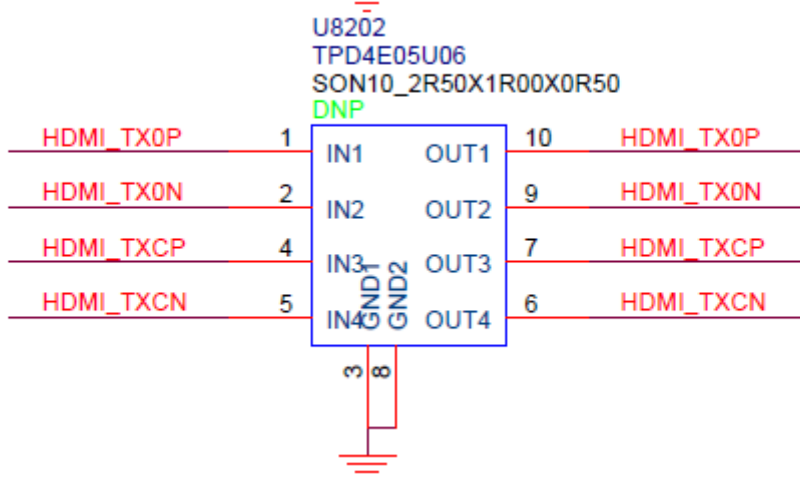 U8202
TPD4E05U06
SON10_2R50X1R00X0R50
DNP
HDMI_TX0P 1 IN1 OUT1 10 HDMI_TX0P
HDMI_TX0N 2 IN2 OUT2 9 HDMI_TX0N
HDMI_TXCP 4 IN3 OUT3 7 HDMI_TXCP
HDMI_TXCN 5 IN4 OUT4 6 HDMI_TXCN
GND1
GND2
3
8